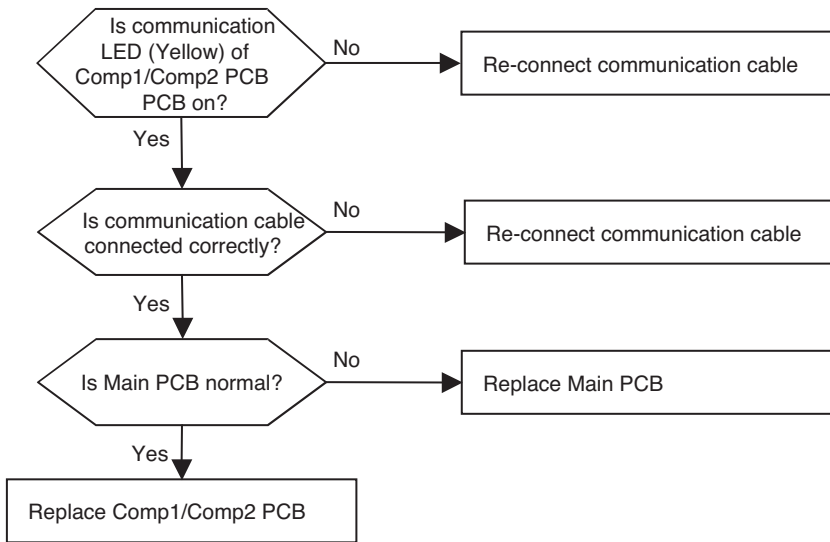 Is communication
LED (Yellow) of
Comp1/Comp2 PCB
PCB on?
No
Re-connect communication cable
Yes
Is communication cable
connected correctly?
No
Re-connect communication cable
Yes
Is Main PCB normal?
No
Replace Main PCB
Yes
Replace Comp1/Comp2 PCB